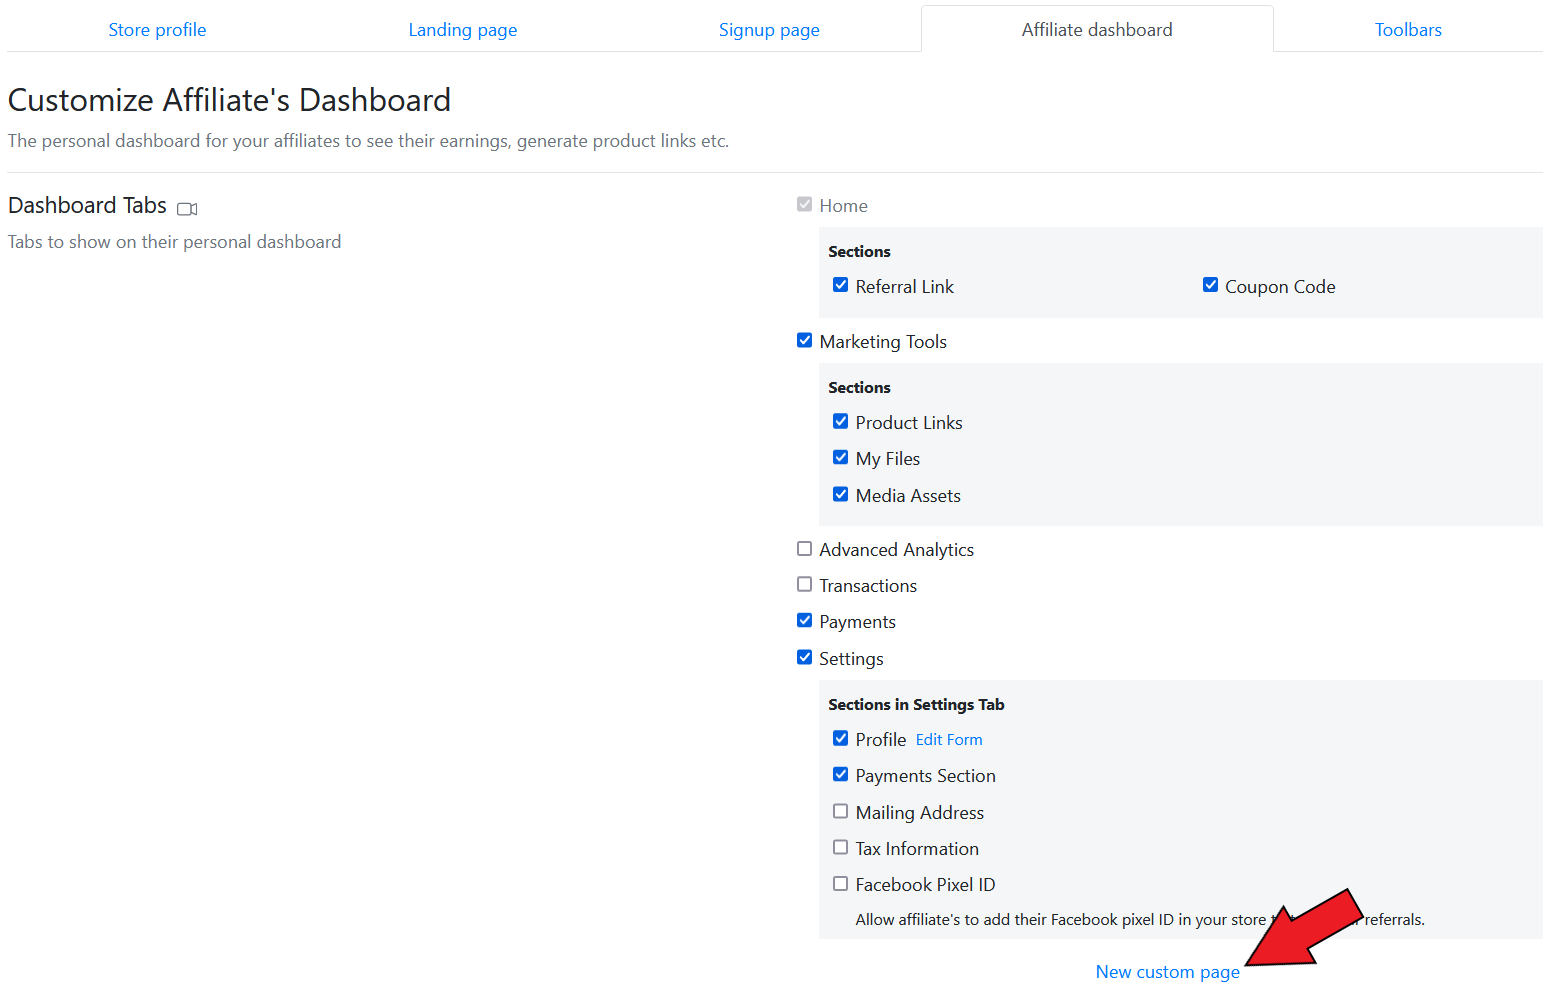 Store profile
Landing page
Signup page
Affiliate dashboard
Toolbars
Customize Affiliate's Dashboard
The personal dashboard for your affiliates to see their earnings, generate product links etc.
Dashboard Tabs
Tabs to show on their personal dashboard
Home
Sections
Referral Link
Coupon Code
Marketing Tools
Sections
Product Links
My Files
Media Assets
Advanced Analytics
Transactions
Payments
Settings
Sections in Settings Tab
Profile Edit Form
Payments Section
Mailing Address
Tax Information
Facebook Pixel ID
Allow affiliate's to add their Facebook pixel ID in your store referrals.
New custom page